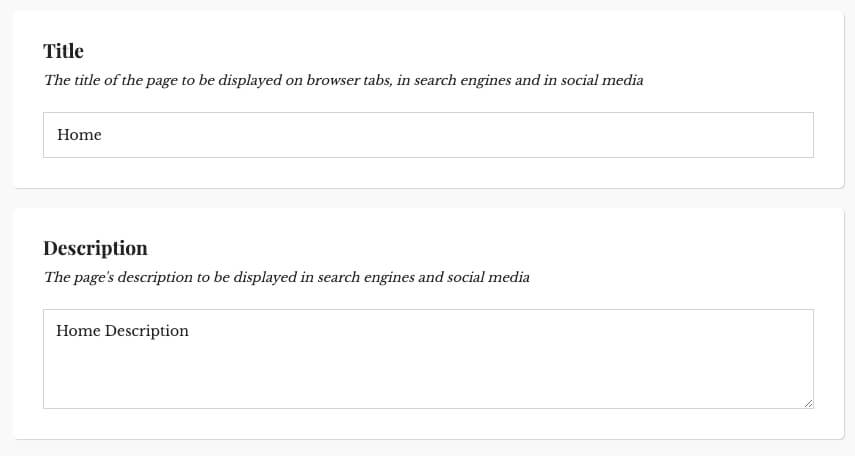 Title
The title of the page to be displayed on browser tabs, in search engines and in social media
Home
Description
The page's description to be displayed in search engines and social media
Home Description